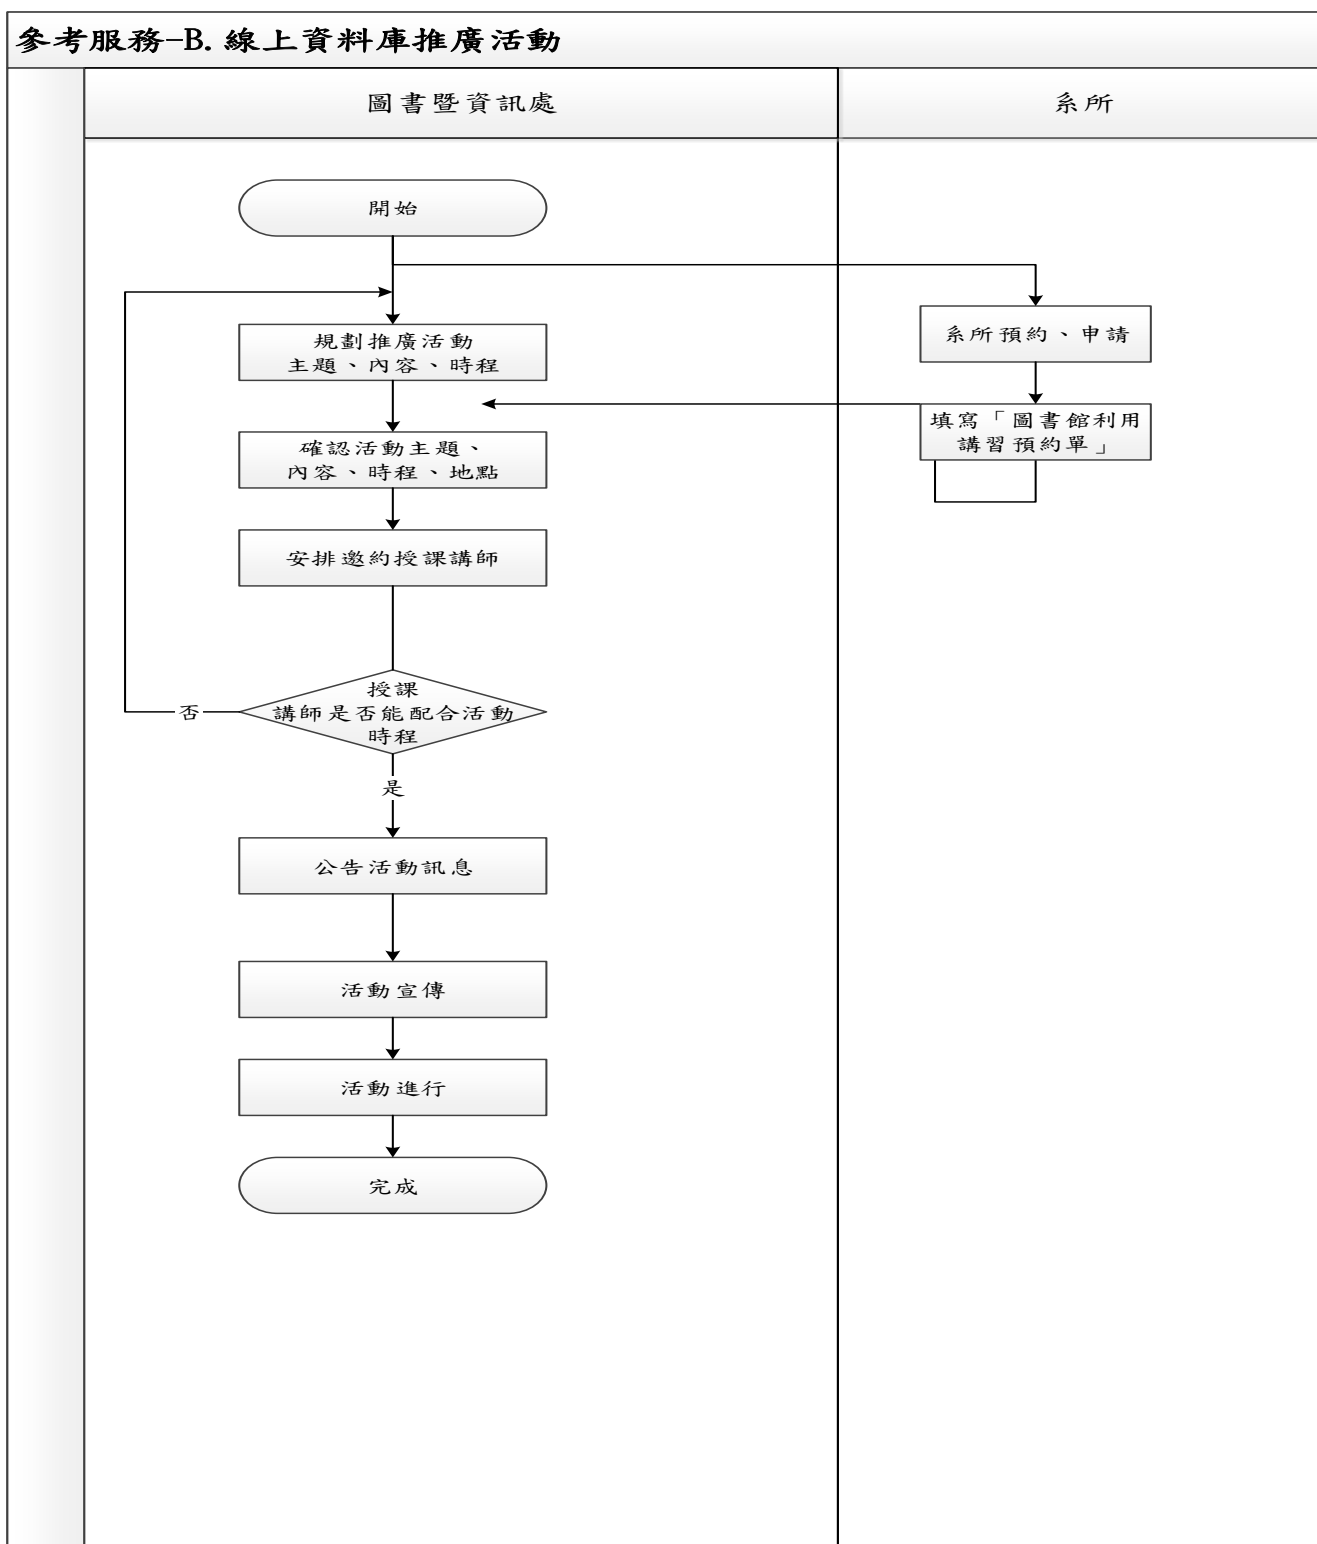 參考服務-B.線上資料庫推廣活動
圖書暨資訊處
系所
開始
規劃推廣活動
主題、內容、時程
系所預約、申請
填寫「圖書館利用
講習預約單」
確認活動主題、
內容、時程、地點
安排邀約授課講師
授課
講師是否能配合活動
時程
否
是
公告活動訊息
活動宣傳
活動進行
完成